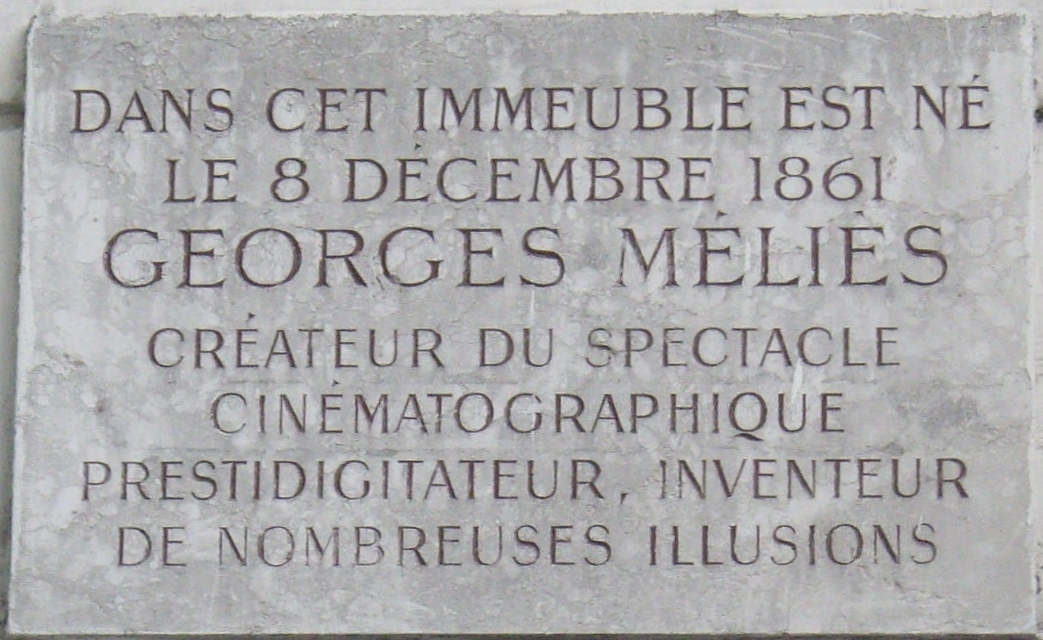 DANS CET IMMEUBLE EST NÉ
LE 8 DÉCEMBRE 1861
GEORGES MÉLIÈS
CRÉATEUR DU SPECTACLE
CINÉMATOGRAPHIQUE
PRESTIDIGITATEUR, INVENTEUR
DE NOMBREUSES ILLUSIONS